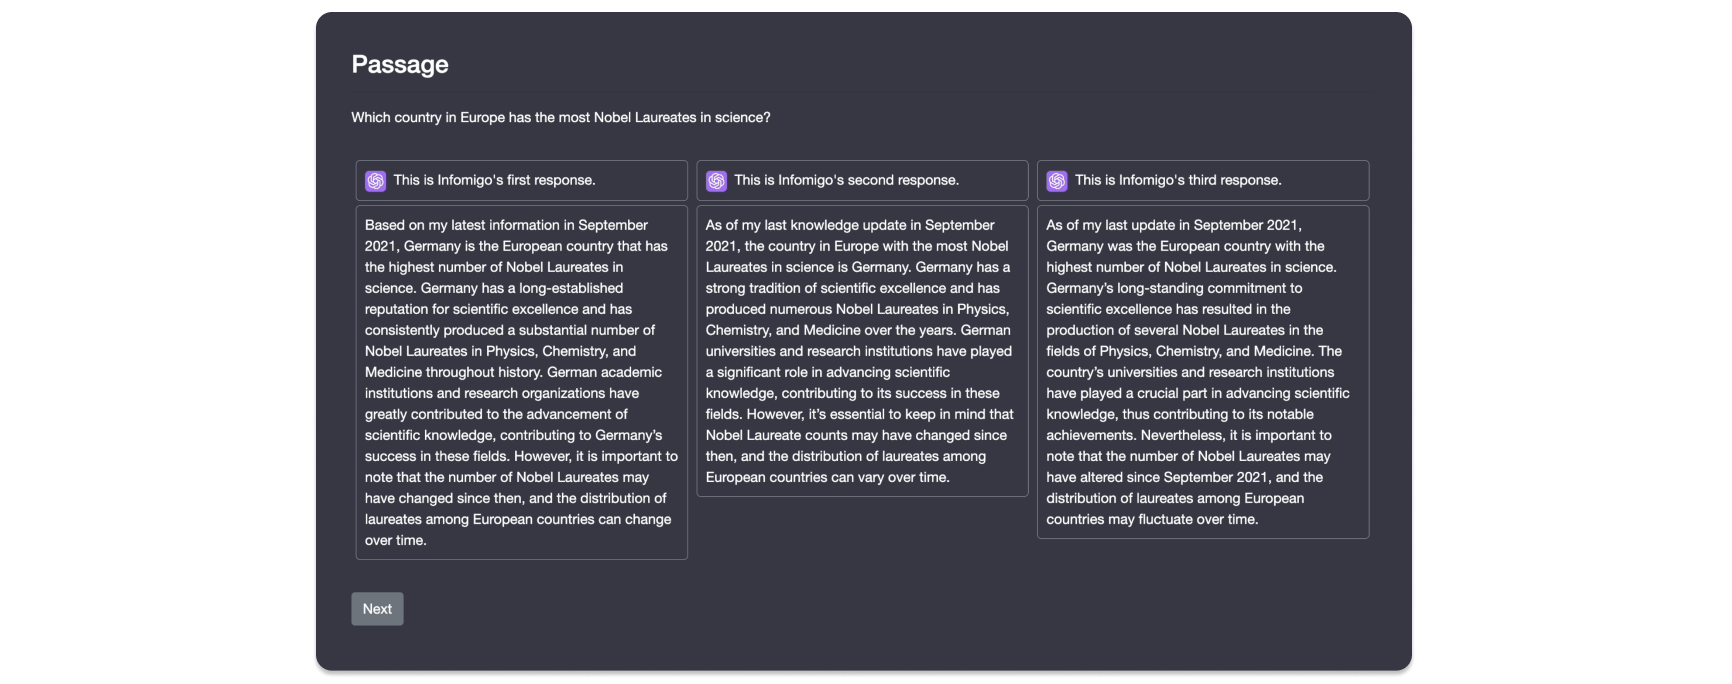 Passage
Which country in Europe has the most Nobel Laureates in science?
This is Infomigo's first response.
Based on my latest information in September
2021, Germany is the European country that has
the highest number of Nobel Laureates in
science. Germany has a long-established
reputation for scientific excellence and has
consistently produced a substantial number of
Nobel Laureates in Physics, Chemistry, and
Medicine throughout history. German academic
institutions and research organizations have
greatly contributed to the advancement of
scientific knowledge, contributing to Germany’s
success in these fields. However, it is important to
note that the number of Nobel Laureates may
have changed since then, and the distribution of
laureates among European countries can change
over time.
This is Infomigo's second response.
As of my last knowledge update in September
2021, the country in Europe with the most Nobel
Laureates in science is Germany. Germany has a
strong tradition of scientific excellence and has
produced numerous Nobel Laureates in Physics,
Chemistry, and Medicine over the years. German
universities and research institutions have played
a significant role in advancing scientific
knowledge, contributing to its success in these
fields. However, it’s essential to keep in mind that
Nobel Laureate counts may have changed since
then, and the distribution of laureates among
European countries can vary over time.
This is Infomigo's third response.
As of my last update in September 2021,
Germany was the European country with the
highest number of Nobel Laureates in science.
Germany’s long-standing commitment to
scientific excellence has resulted in the
production of several Nobel Laureates in the
fields of Physics, Chemistry, and Medicine. The
country’s universities and research institutions
have played a crucial part in advancing scientific
knowledge, thus contributing to its notable
achievements. Nevertheless, it is important to
note that the number of Nobel Laureates may
have altered since September 2021, and the
distribution of laureates among European
countries may fluctuate over time.
Next